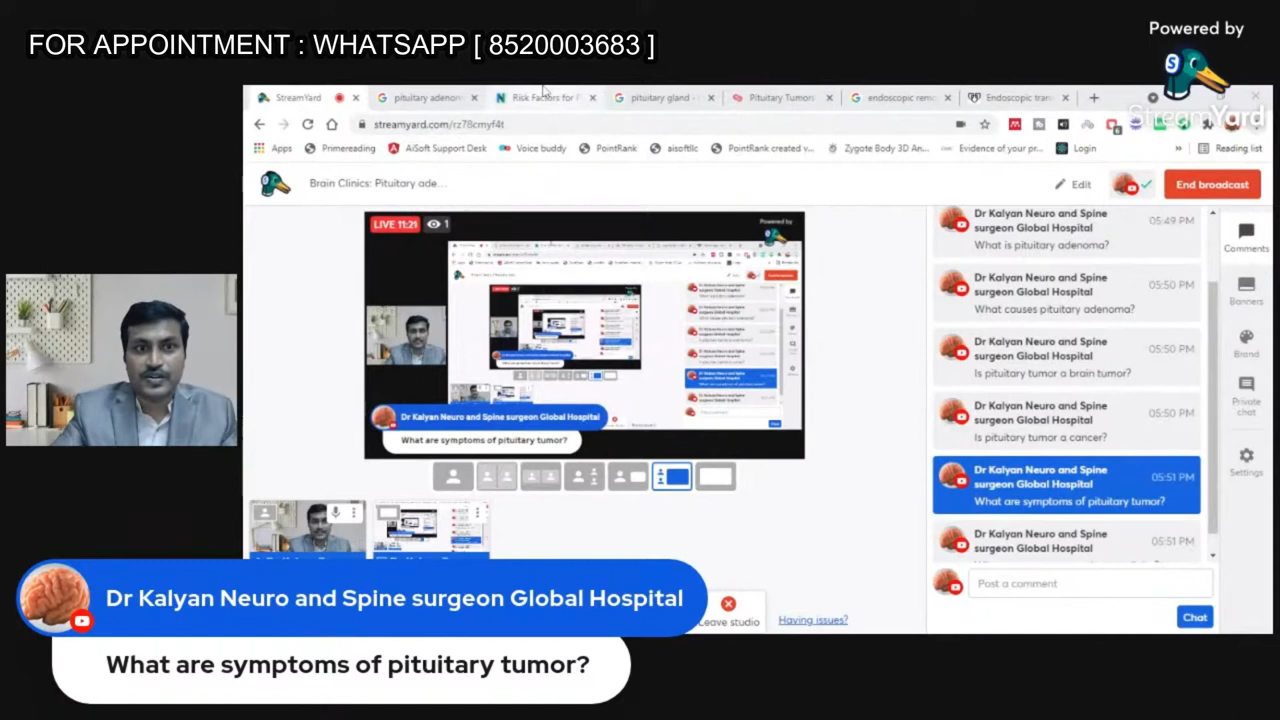 FOR APPOINTMENT : WHATSAPP [ 8520003683 ]
Powered by
StreamYard
StreamYard
pituitary adenom
Risk Factors for P
pituitary gland -
Pituitary Tumors
endoscopic rem
Endoscopic tran
streamyard.com/rz78cmyf4t
Apps
Primereading
AiSoft Support Desk
Voice buddy
PointRank
aisoftllc
PointRank created v...
Zygote Body 3D An...
Evidence of your pr...
Login
Reading list
Brain Clinics: Pituitary ade...
Edit
End broadcast
LIVE 11:21
1
Powered by
Dr Kalyan Neuro and Spine surgeon Global Hospital
What are symptoms of pituitary tumor?
Dr Kalyan Neuro and Spine
surgeon Global Hospital
05:49 PM
What is pituitary adenoma?
Dr Kalyan Neuro and Spine
surgeon Global Hospital
05:50 PM
What causes pituitary adenoma?
Dr Kalyan Neuro and Spine
surgeon Global Hospital
05:50 PM
Is pituitary tumor a brain tumor?
Dr Kalyan Neuro and Spine
surgeon Global Hospital
05:50 PM
Is pituitary tumor a cancer?
Dr Kalyan Neuro and Spine
surgeon Global Hospital
05:51 PM
What are symptoms of pituitary tumor?
Dr Kalyan Neuro and Spine
surgeon Global Hospital
05:51 PM
Post a comment
Chat
Comments
Banners
Brand
Private
chat
Settings
Leave studio
Having issues?
Dr Kalyan Neuro and Spine surgeon Global Hospital
What are symptoms of pituitary tumor?